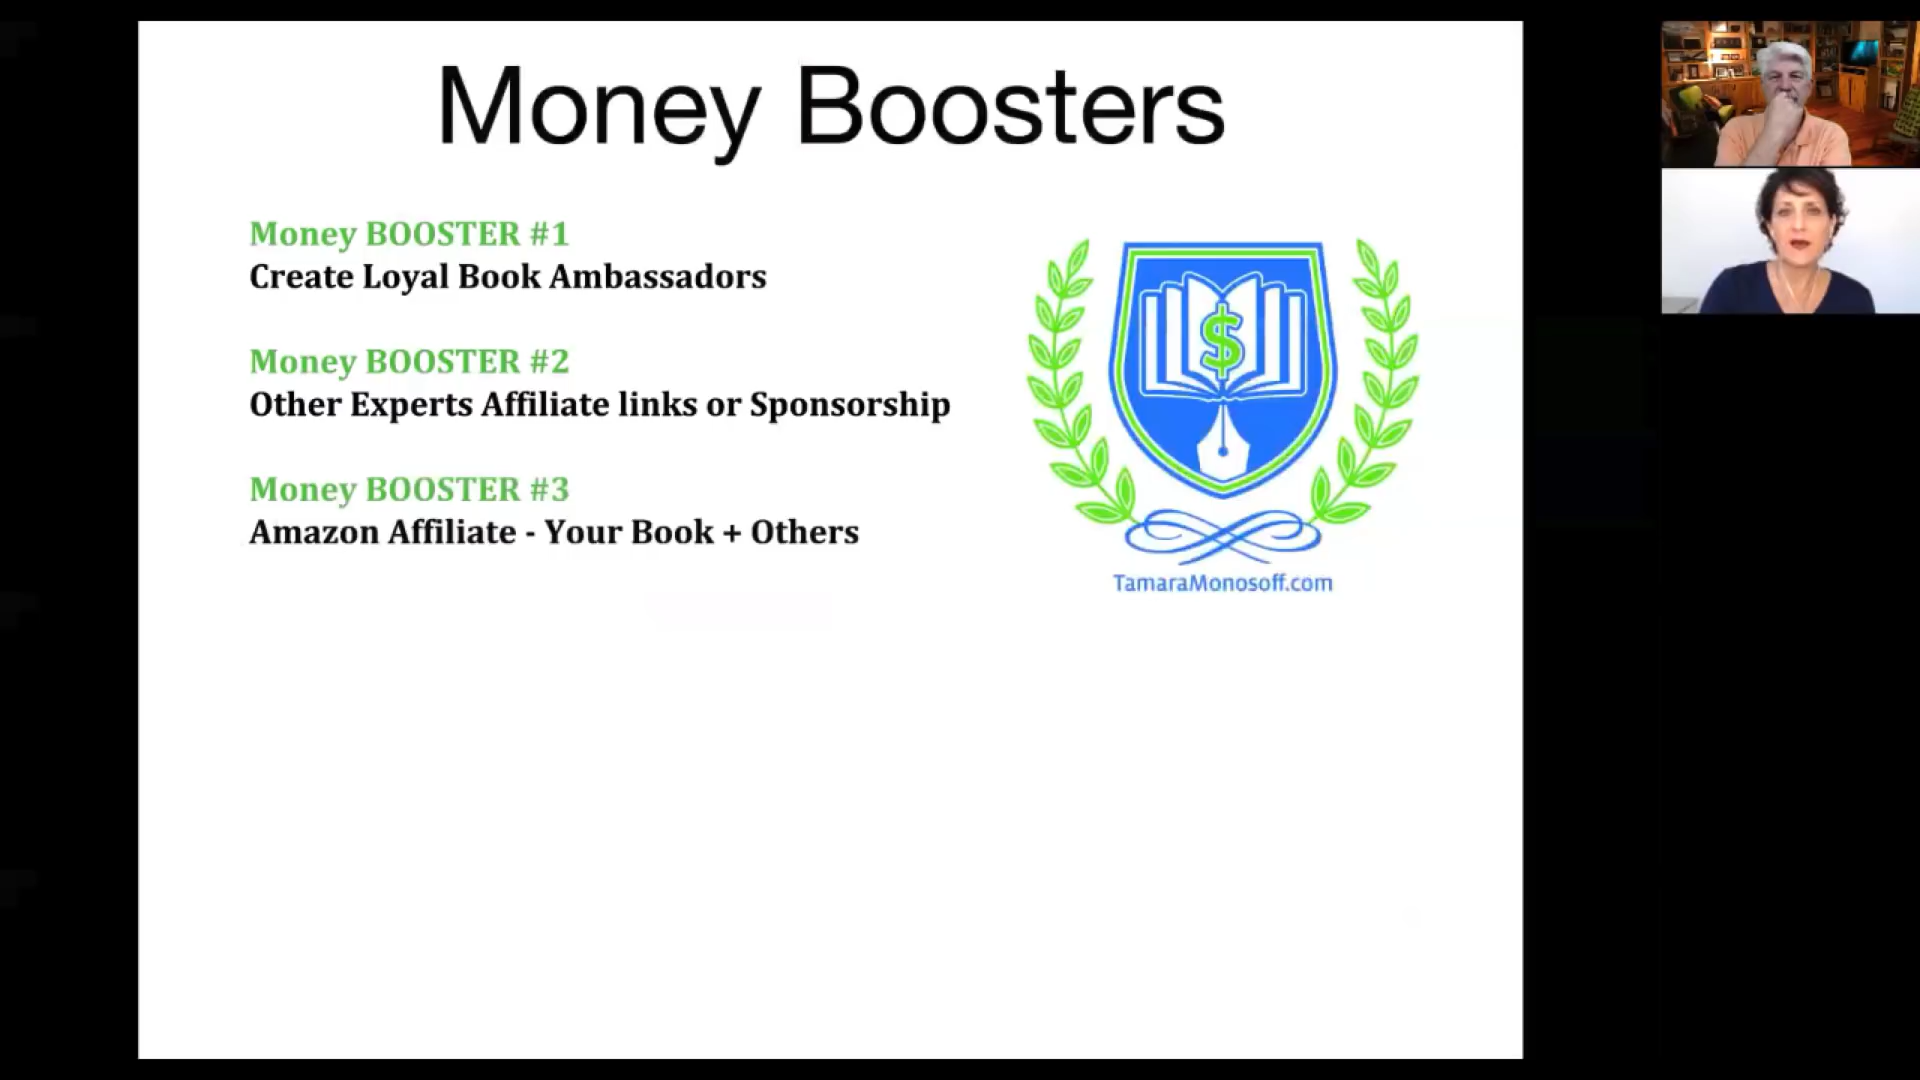 Money Boosters
Money BOOSTER #1
Create Loyal Book Ambassadors
Money BOOSTER #2
Other Experts Affiliate links or Sponsorship
Money BOOSTER #3
Amazon Affiliate - Your Book + Others
$
TamaraMonosoff.com